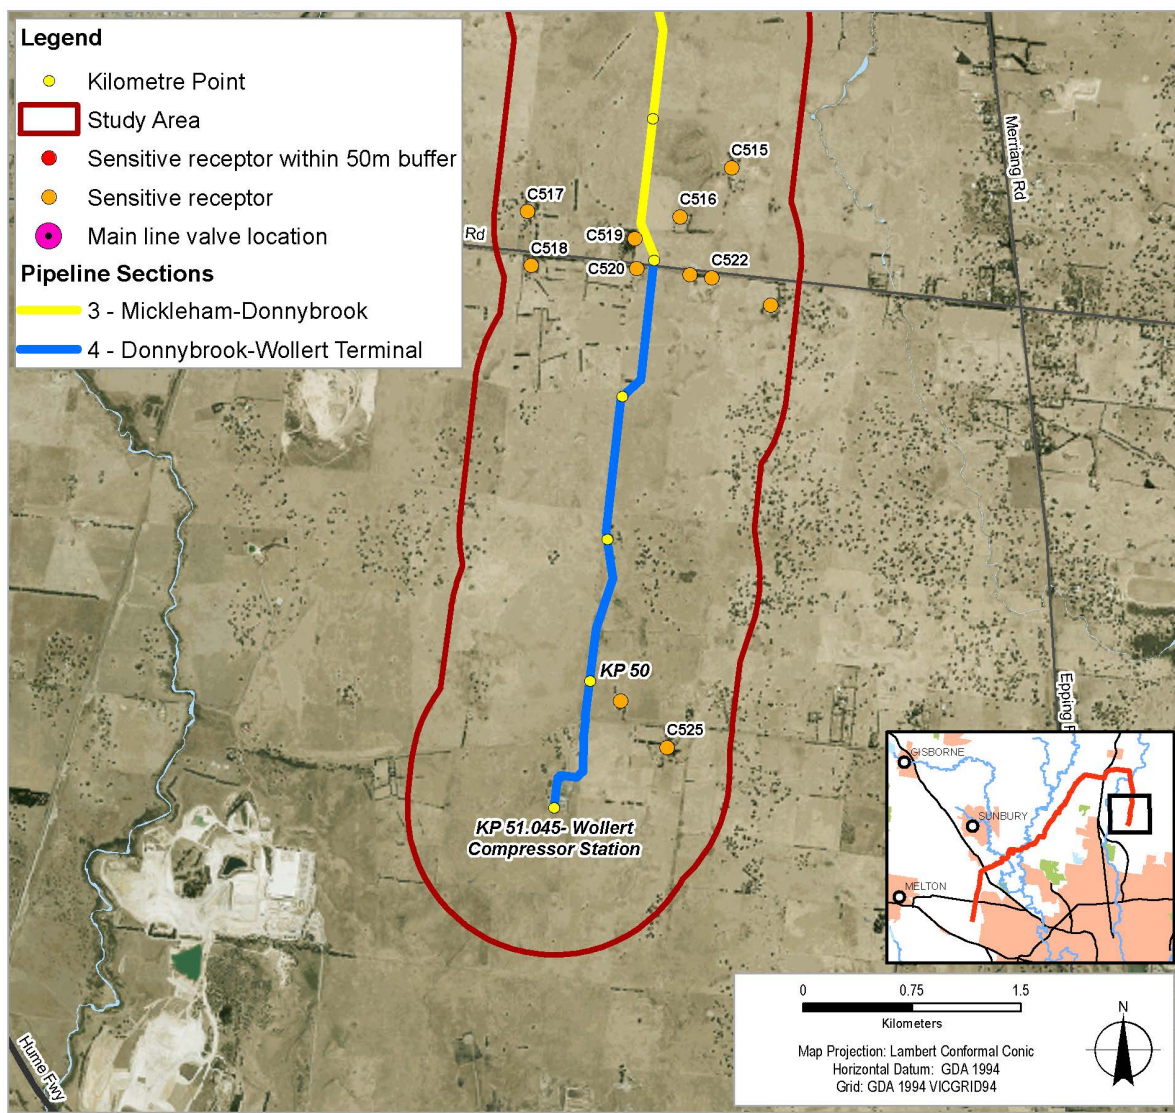 Legend
Kilometre Point
Study Area
Sensitive receptor within 50m buffer
Sensitive receptor
Main line valve location
Pipeline Sections
3 - Mickleham-Donnybrook
4 - Donnybrook-Wollert Terminal
Merriang Rd
C515
C517
C516
Rd
C519
C518
C520
C522
KP 50
C525
Epping
KP 51.045- Wollert
Compressor Station
GISBORNE
SUNBURY
MELTON
Hume Fwy
0 0.75 1.5
Kilometers
N
Map Projection: Lambert Conformal Conic
Horizontal Datum: GDA 1994
Grid: GDA 1994 VICGRID94